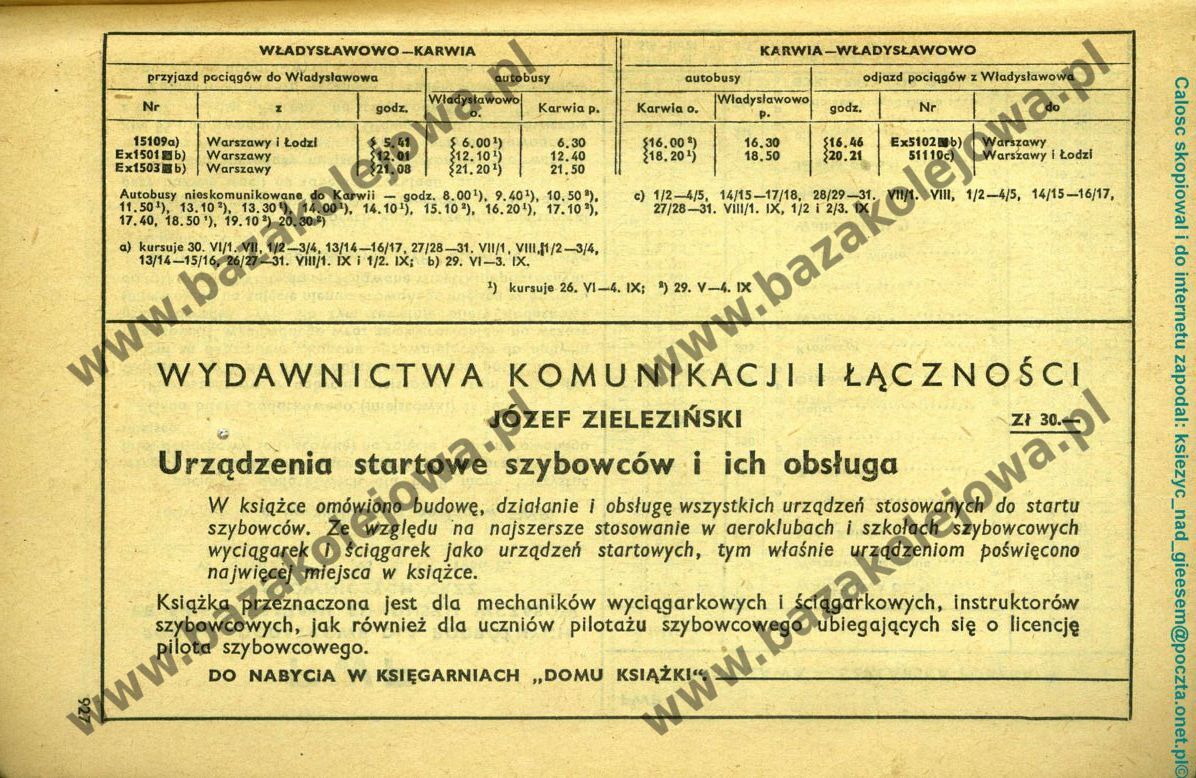 WŁADYSŁAWOWO—KARWIA
przyjazd pociągów do Władysławowa autobusy
Nr z godz. Władysławowo o. Karwia p.
15109a) Warszawy i Łodzi 5.41 6.00¹) 6.30
Ex1501 b) Warszawy 12.01 12.10¹) 12.40
Ex1503 b) Warszawy 21.08 21.20¹) 21.50
Autobusy nieskomunikowane do Karwii — godz. 8.00¹), 9.40¹), 10.50²),
11.50¹), 13.10²), 13.30¹), 14.00¹), 14.10¹), 15.10²), 16.20¹), 17.10²),
17.40, 18.50¹), 19.10²) 20.30²)
a) kursuje 30. VI/1. VII, 1/2—3/4, 13/14—16/17, 27/28—31. VII/1, VIII, 1/2—3/4,
13/14—15/16, 26/27—31. VIII/1. IX i 1/2. IX; b) 29. VI—3. IX.
KARWIA—WŁADYSŁAWOWO
autobusy odjazd pociągów z Władysławowa
Karwia o. Władysławowo p. godz. Nr do
16.00²) 16.30 16.46 Ex5102 b) Warszawy
18.20¹) 18.50 20.21 51110c) Warszawy i Łodzi
c) 1/2—4/5, 14/15—17/18, 28/29—31. VII/1. VIII, 1/2—4/5, 14/15—16/17,
27/28—31. VIII/1. IX, 1/2 i 2/3. IX
¹) kursuje 26. VI—4. IX; ²) 29. V—4. IX
WYDAWNICTWA KOMUNIKACJI I ŁĄCZNOŚCI
JÓZEF ZIELEZIŃSKI Zł 30.—
Urządzenia startowe szybowców i ich obsługa
W książce omówiono budowę, działanie i obsługę wszystkich urządzeń stosowanych do startu
szybowców. Ze względu na najszersze stosowanie w aeroklubach i szkołach szybowcowych
wyciągarek i ściągarek jako urządzeń startowych, tym właśnie urządzeniom poświęcono
najwięcej miejsca w książce.
Książka przeznaczona jest dla mechaników wyciągarkowych i ściągarkowych, instruktorów
szybowcowych, jak również dla uczniów pilotażu szybowcowego ubiegających się o licencję
pilota szybowcowego.
DO NABYCIA W KSIĘGARNIACH „DOMU KSIĄŻKI“.
927
www.bazakolejowa.pl
www.bazakolejowa.pl
www.bazakolejowa.pl
www.bazakolejowa.pl
Calosc skopiowal i do internetu zapodal: ksiezyc_nad_gieesem@poczta.onet.pl©